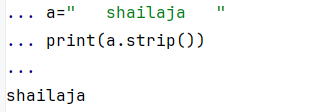 ... a="   shailaja   "
... print(a.strip())
...
shailaja